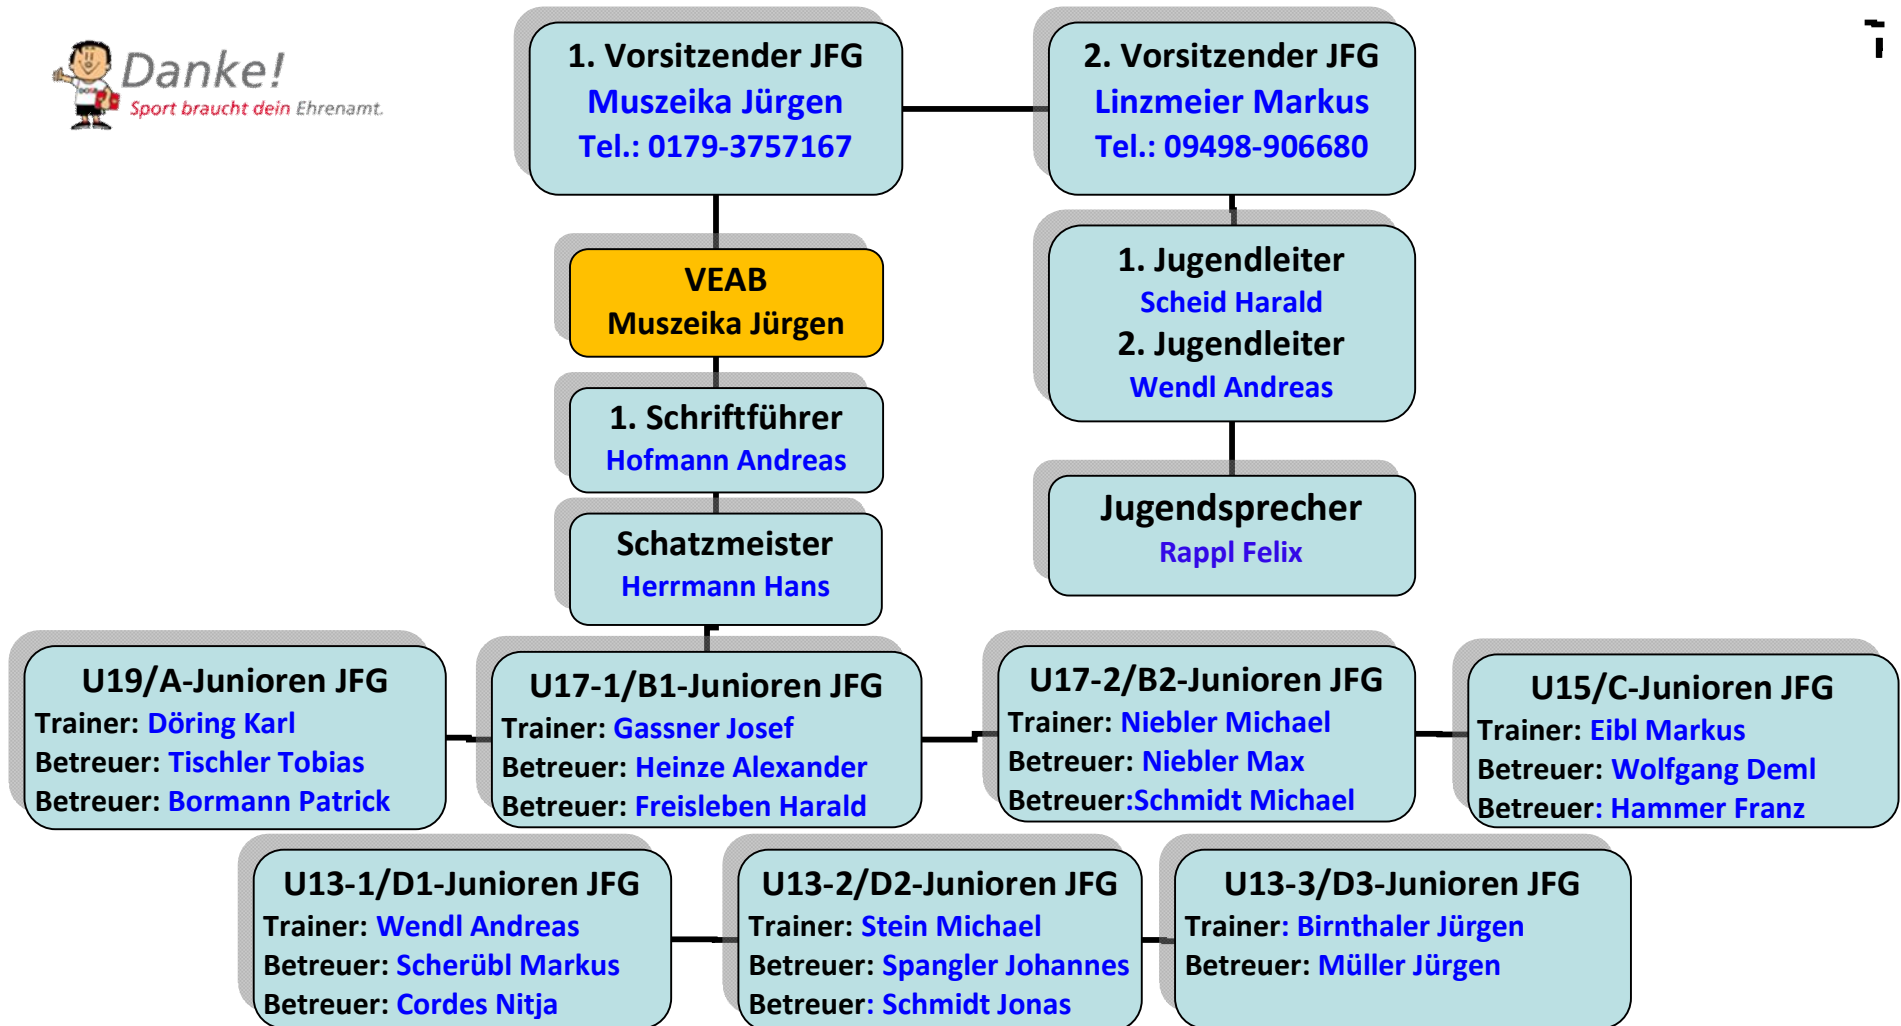 Danke!
Sport braucht dein Ehrenamt.
1. Vorsitzender JFG
Muszeika Jürgen
Tel.: 0179-3757167
2. Vorsitzender JFG
Linzmeier Markus
Tel.: 09498-906680
VEAB
Muszeika Jürgen
1. Jugendleiter
Scheid Harald
2. Jugendleiter
Wendl Andreas
1. Schriftführer
Hofmann Andreas
Jugendsprecher
Rappl Felix
Schatzmeister
Herrmann Hans
U19/A-Junioren JFG
Trainer: Döring Karl
Betreuer: Tischler Tobias
Betreuer: Bormann Patrick
U17-1/B1-Junioren JFG
Trainer: Gassner Josef
Betreuer: Heinze Alexander
Betreuer: Freisleben Harald
U17-2/B2-Junioren JFG
Trainer: Niebler Michael
Betreuer: Niebler Max
Betreuer:Schmidt Michael
U15/C-Junioren JFG
Trainer: Eibl Markus
Betreuer: Wolfgang Deml
Betreuer: Hammer Franz
U13-1/D1-Junioren JFG
Trainer: Wendl Andreas
Betreuer: Scherübl Markus
Betreuer: Cordes Nitja
U13-2/D2-Junioren JFG
Trainer: Stein Michael
Betreuer: Spangler Johannes
Betreuer: Schmidt Jonas
U13-3/D3-Junioren JFG
Trainer: Birnthaler Jürgen
Betreuer: Müller Jürgen